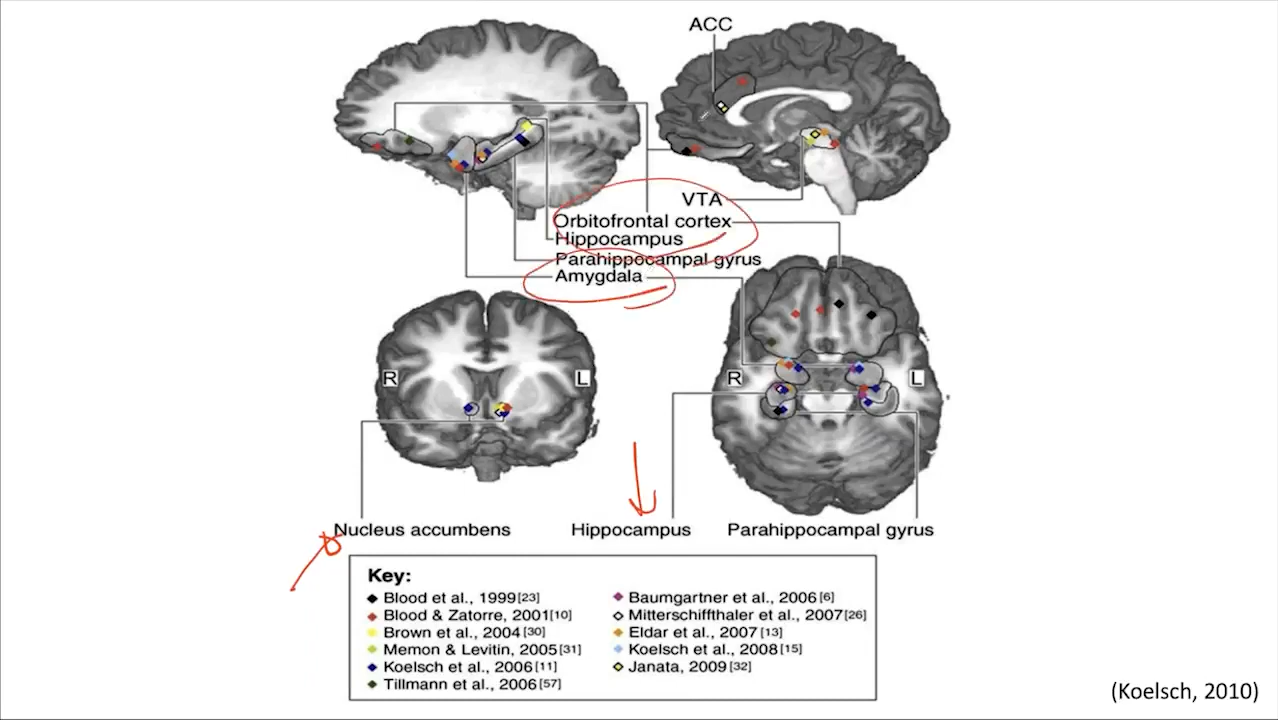 ACC
VTA
Orbitofrontal cortex
Hippocampus
Parahippocampal gyrus
Amygdala
R
L
R
L
Nucleus accumbens
Hippocampus
Parahippocampal gyrus
Key:
Blood et al., 1999[23]
Blood & Zatorre, 2001[10]
Brown et al., 2004[30]
Memon & Levitin, 2005[31]
Koelsch et al., 2006[11]
Tillmann et al., 2006[57]
Baumgartner et al., 2006[6]
Mitterschiffthaler et al., 2007[26]
Eldar et al., 2007[13]
Koelsch et al., 2008[15]
Janata, 2009[32]
(Koelsch, 2010)